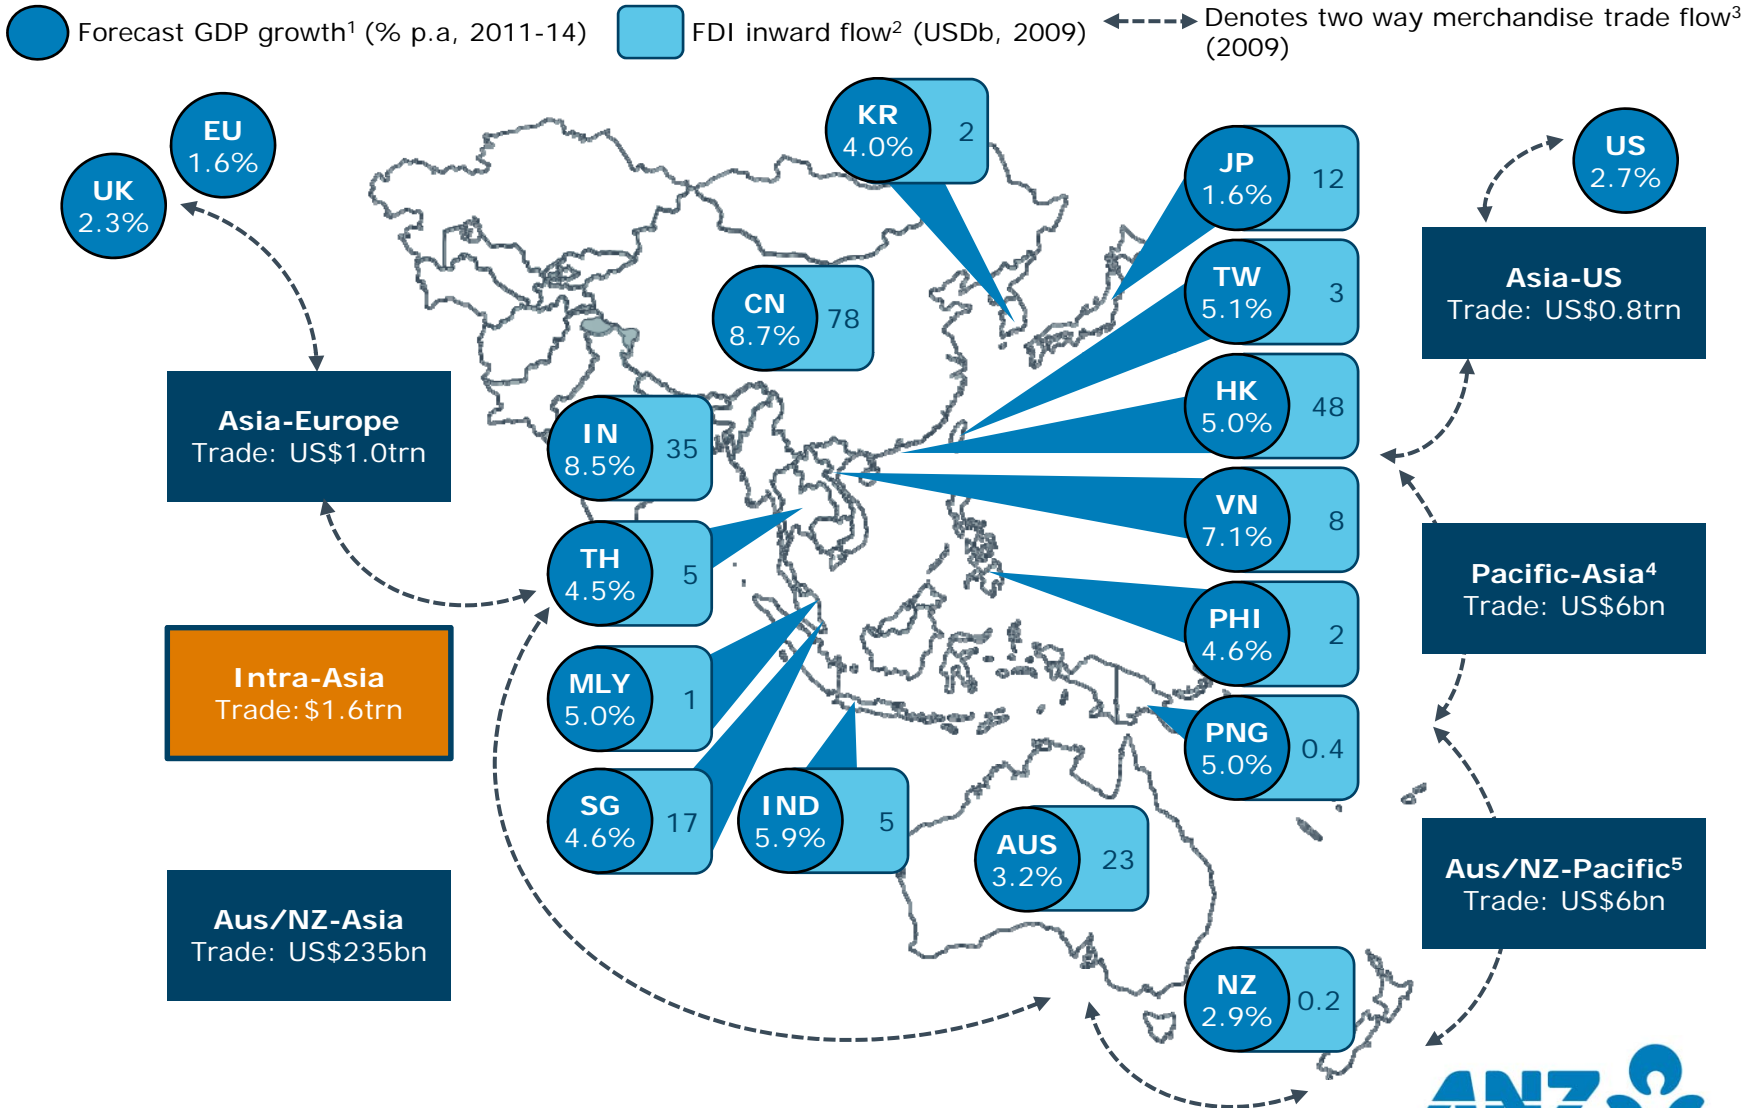 Forecast GDP growth¹ (% p.a, 2011-14)
FDI inward flow² (USDb, 2009)
Denotes two way merchandise trade flow³
(2009)
EU
1.6%
UK
2.3%
KR
4.0%
2
JP
1.6%
12
US
2.7%
CN
8.7%
78
TW
5.1%
3
Asia-US
Trade: US$0.8trn
Asia-Europe
Trade: US$1.0trn
IN
8.5%
35
HK
5.0%
48
TH
4.5%
5
VN
7.1%
8
Pacific-Asia⁴
Trade: US$6bn
Intra-Asia
Trade: $1.6trn
MLY
5.0%
1
PHI
4.6%
2
PNG
5.0%
0.4
SG
4.6%
17
IND
5.9%
5
AUS
3.2%
23
Aus/NZ-Pacific⁵
Trade: US$6bn
Aus/NZ-Asia
Trade: US$235bn
NZ
2.9%
0.2
ANZ